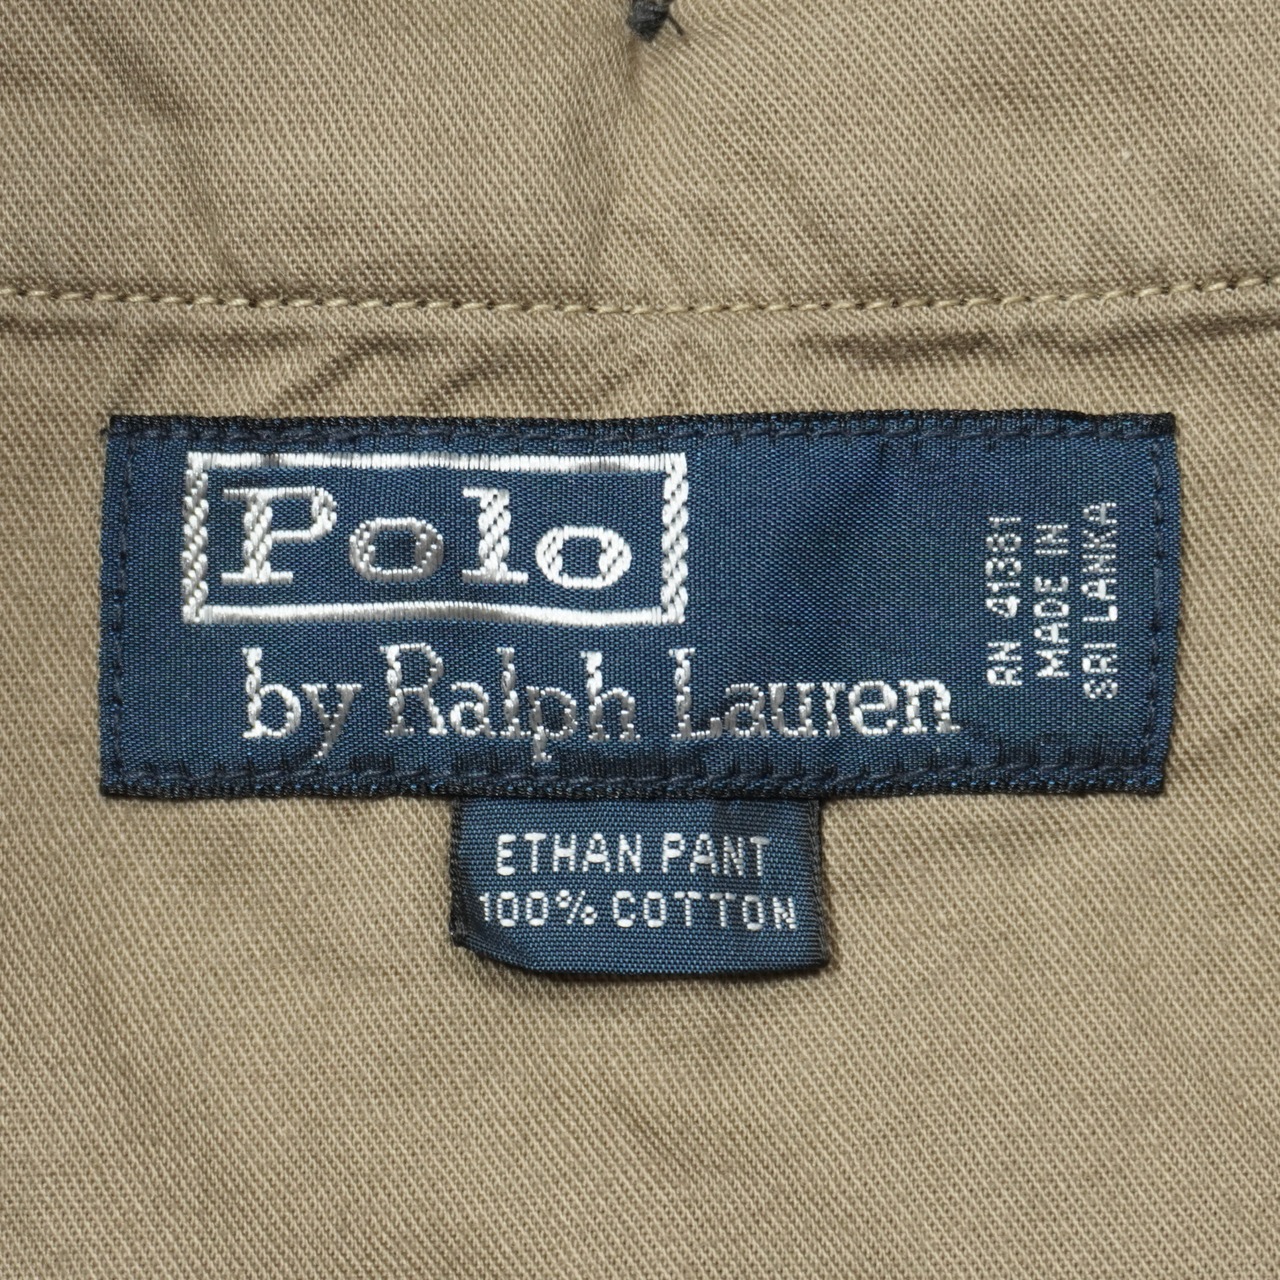 Polo
by Ralph Lauren
RN 41381
MADE IN
SRI LANKA
ETHAN PANT
100% COTTON